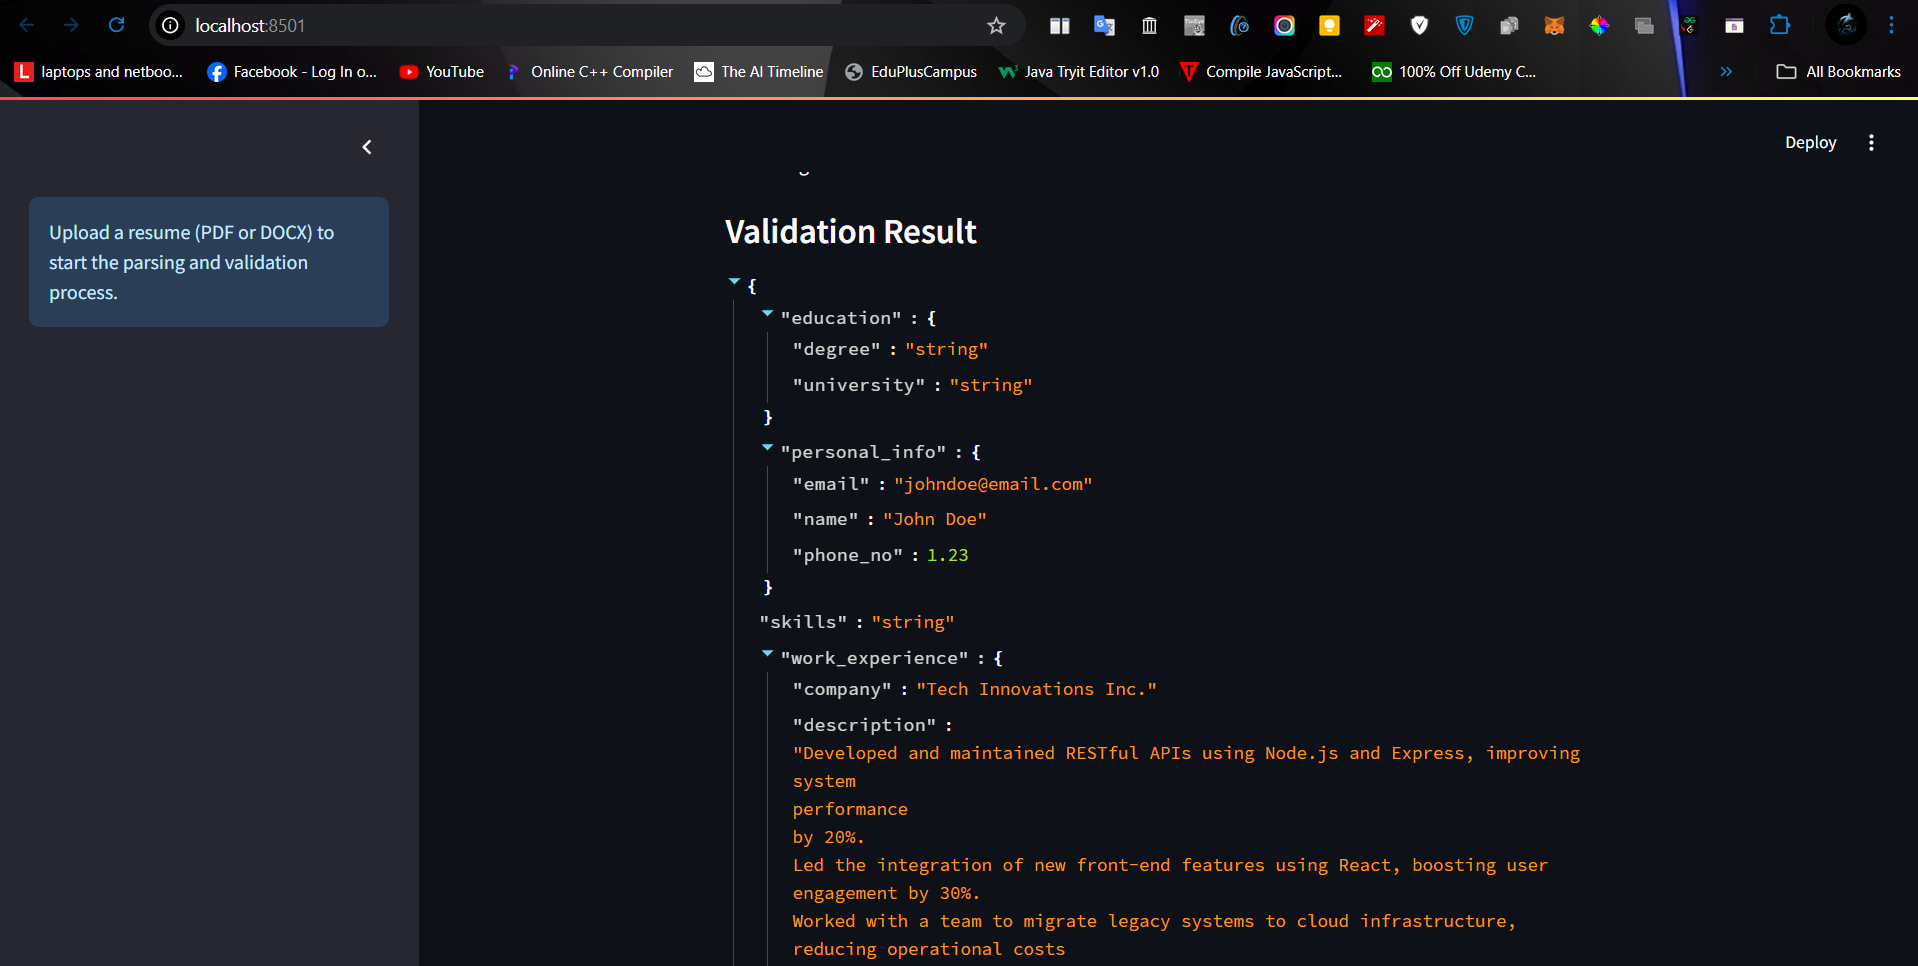 localhost:8501
laptops and netboo...
Facebook - Log In o...
YouTube
Online C++ Compiler
The AI Timeline
EduPlusCampus
Java Tryit Editor v1.0
Compile JavaScript...
100% Off Udemy C...
All Bookmarks
Deploy
Upload a resume (PDF or DOCX) to
start the parsing and validation
process.
Validation Result
{
"education" : {
"degree" : "string"
"university" : "string"
}
"personal_info" : {
"email" : "johndoe@email.com"
"name" : "John Doe"
"phone_no" : 1.23
}
"skills" : "string"
"work_experience" : {
"company" : "Tech Innovations Inc."
"description" :
"Developed and maintained RESTful APIs using Node.js and Express, improving
system
performance
by 20%.
Led the integration of new front-end features using React, boosting user
engagement by 30%.
Worked with a team to migrate legacy systems to cloud infrastructure,
reducing operational costs